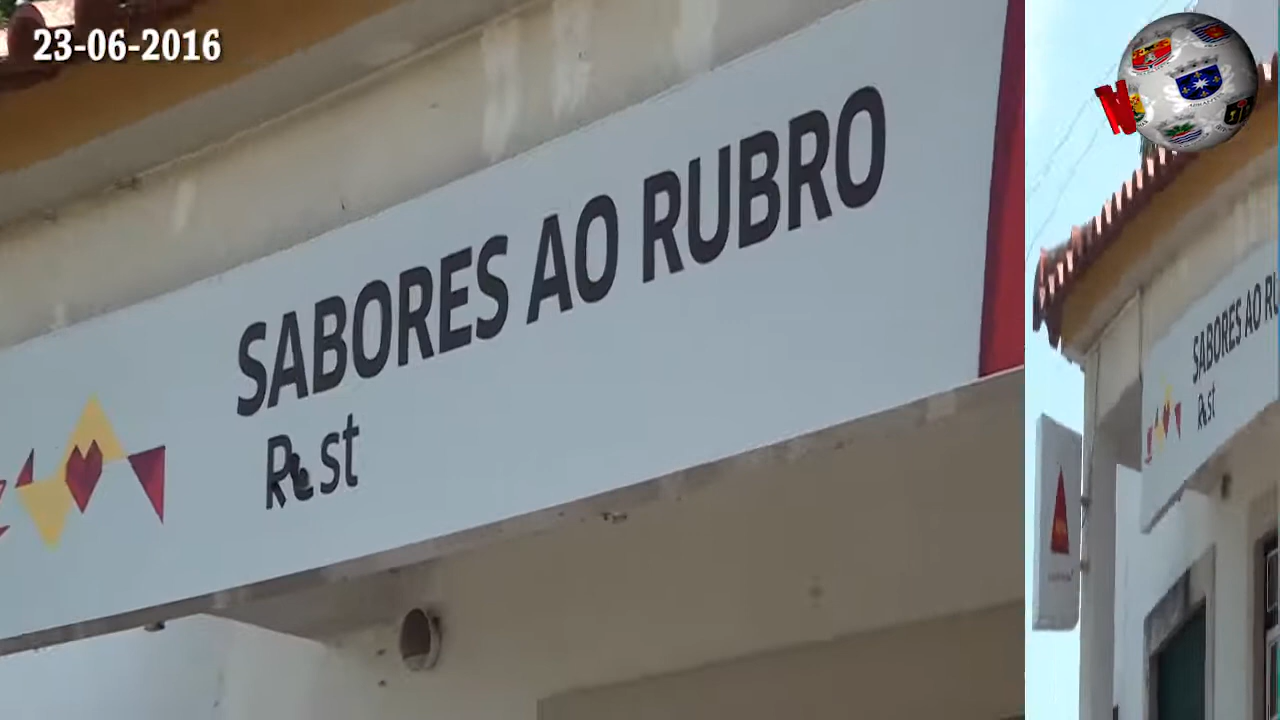 23-06-2016
SABORES AO RUBRO
Rest
SABORES AO RU
Rest